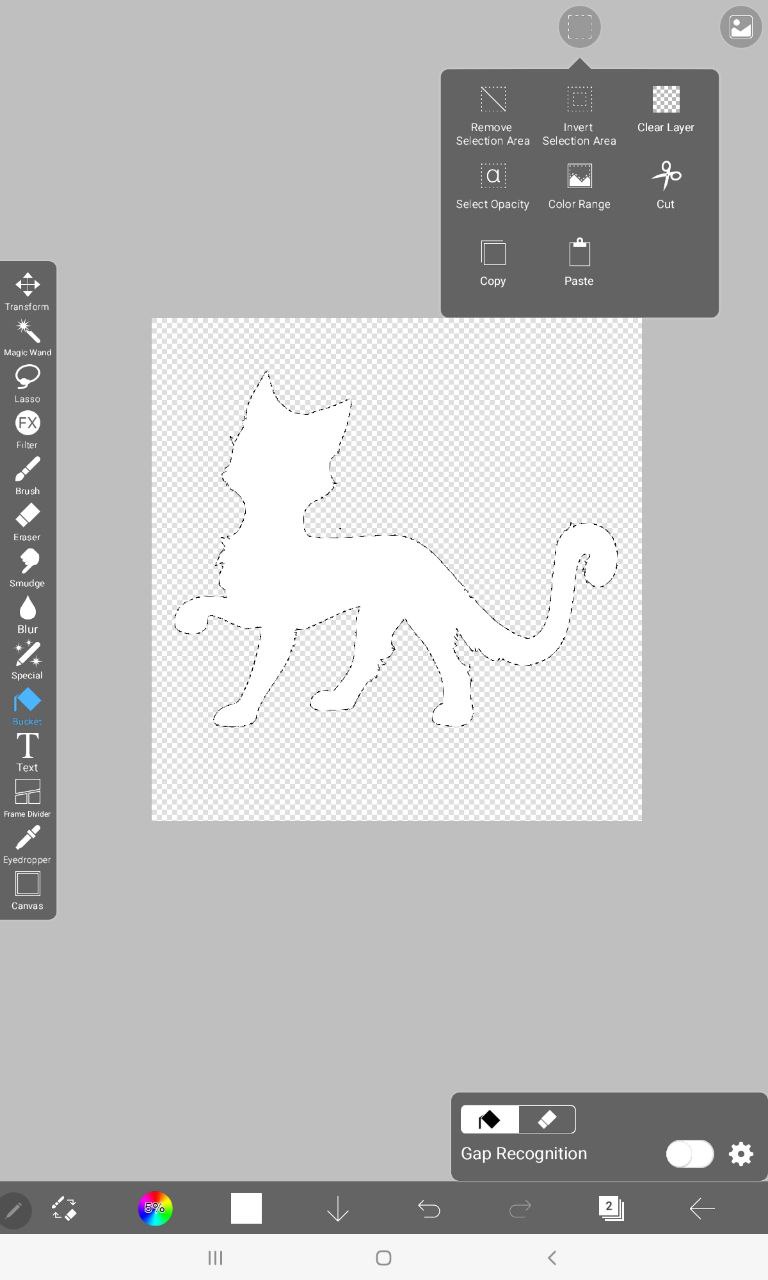 Remove
Selection Area
Invert
Selection Area
Clear Layer
α
Select Opacity
Color Range
Cut
Copy
Paste
Transform
Magic Wand
Lasso
FX
Filter
Brush
Eraser
Smudge
Blur
Special
Bucket
T
Text
Frame Divider
Eyedropper
Canvas
Gap Recognition
5%
2